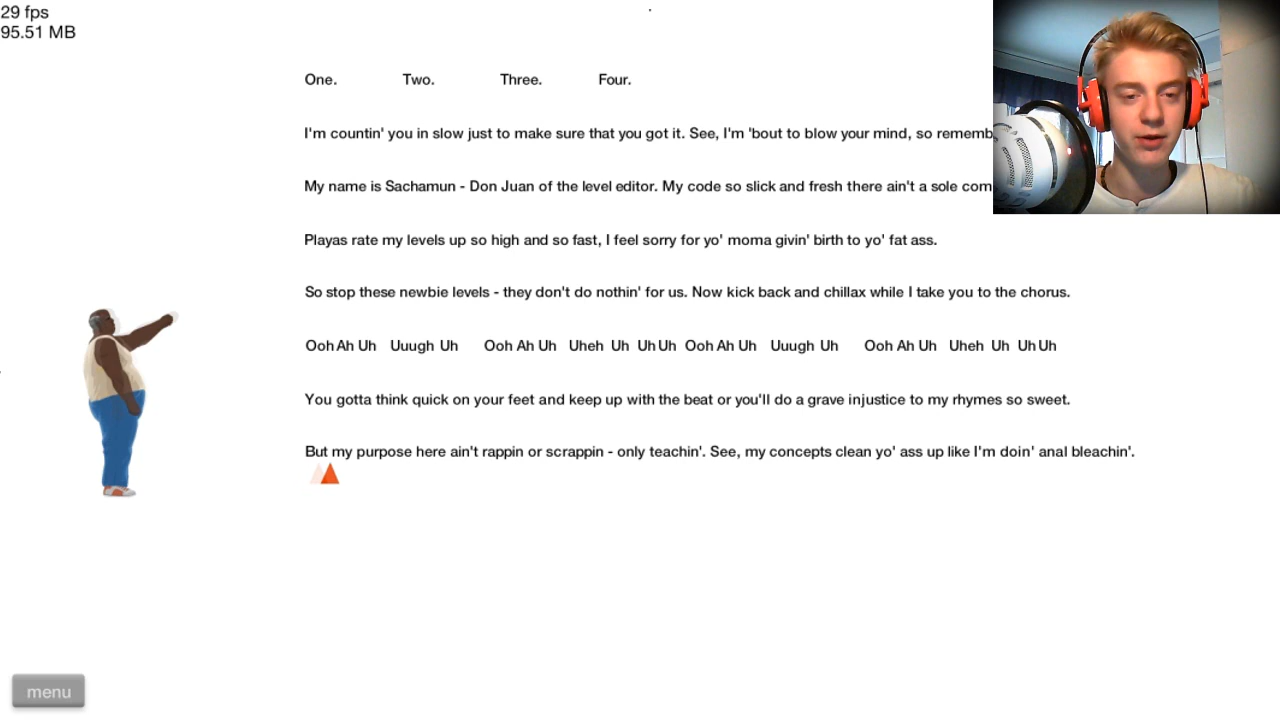 29 fps
95.51 MB
One. Two. Three. Four.
I'm countin' you in slow just to make sure that you got it. See, I'm 'bout to blow your mind, so
My name is Sachamun - Don Juan of the level editor. My code so slick and fresh there ain't a sole
Playas rate my levels up so high and so fast, I feel sorry for yo' moma givin' birth to yo' fat ass.
So stop these newbie levels - they don't do nothin' for us. Now kick back and chillax while I take you to the chorus.
Ooh Ah Uh Uuugh Uh Ooh Ah Uh Uheh Uh Uh Uh Ooh Ah Uh Uuugh Uh Ooh Ah Uh Uheh Uh Uh Uh
You gotta think quick on your feet and keep up with the beat or you'll do a grave injustice to my rhymes so sweet.
But my purpose here ain't rappin or scrappin - only teachin'. See, my concepts clean yo' ass up like I'm doin' anal bleachin'.
menu